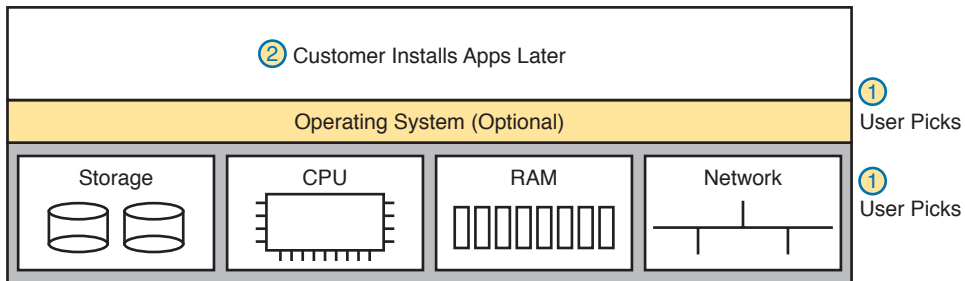 ② Customer Installs Apps Later
①
Operating System (Optional)
User Picks
Storage
CPU
RAM
Network
①
User Picks